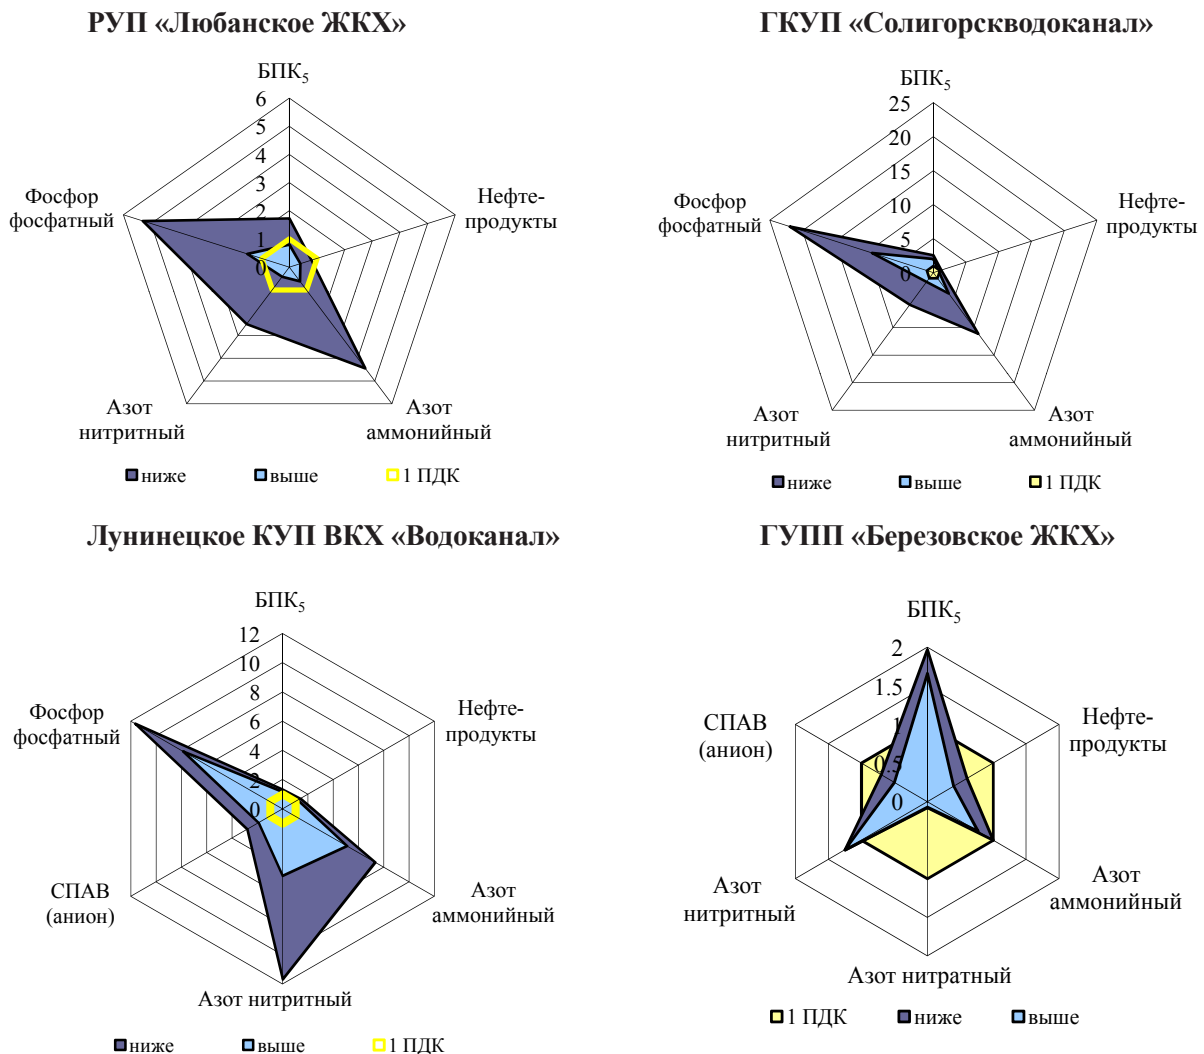 РУП «Любанское ЖКХ»
БПК5
6
5
4
3
2
1
0
Нефте-
продукты
Азот
аммонийный
Азот
нитритный
Фосфор
фосфатный
ниже выше 1 ПДК
ГКУП «Солигорскводоканал»
БПК5
25
20
15
10
5
0
Нефте-
продукты
Азот
аммонийный
Азот
нитритный
Фосфор
фосфатный
ниже выше 1 ПДК
Лунинецкое КУП ВКХ «Водоканал»
БПК5
12
10
8
6
4
2
0
Нефте-
продукты
Азот
аммонийный
Азот нитритный
СПАВ
(анион)
Фосфор
фосфатный
ниже выше 1 ПДК
ГУПП «Березовское ЖКХ»
БПК5
2
1.5
1
0.5
0
Нефте-
продукты
Азот
аммонийный
Азот нитратный
Азот
нитритный
СПАВ
(анион)
1 ПДК ниже выше